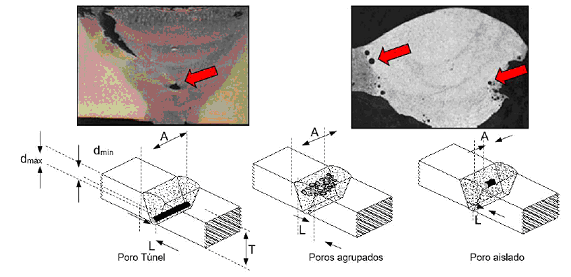 A
dmin
dmax
L
T
Poro Túnel
A
L
Poros agrupados
A
L
Poro aislado